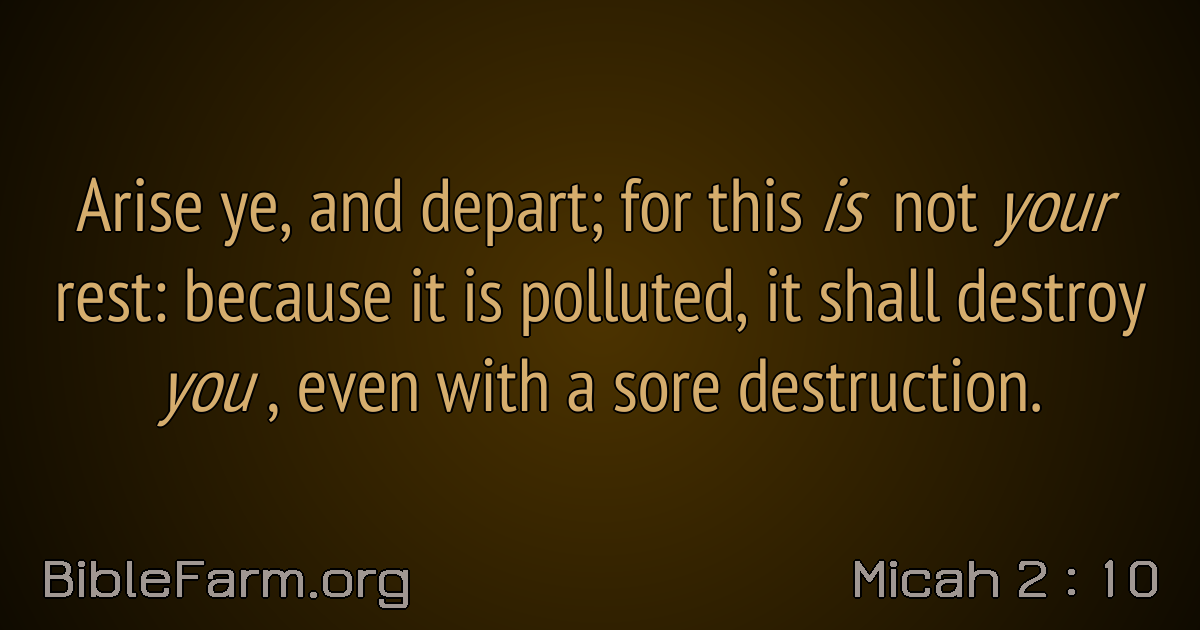 Arise ye, and depart; for this is not your
rest: because it is polluted, it shall destroy
you , even with a sore destruction.
BibleFarm.org
Micah 2 : 10